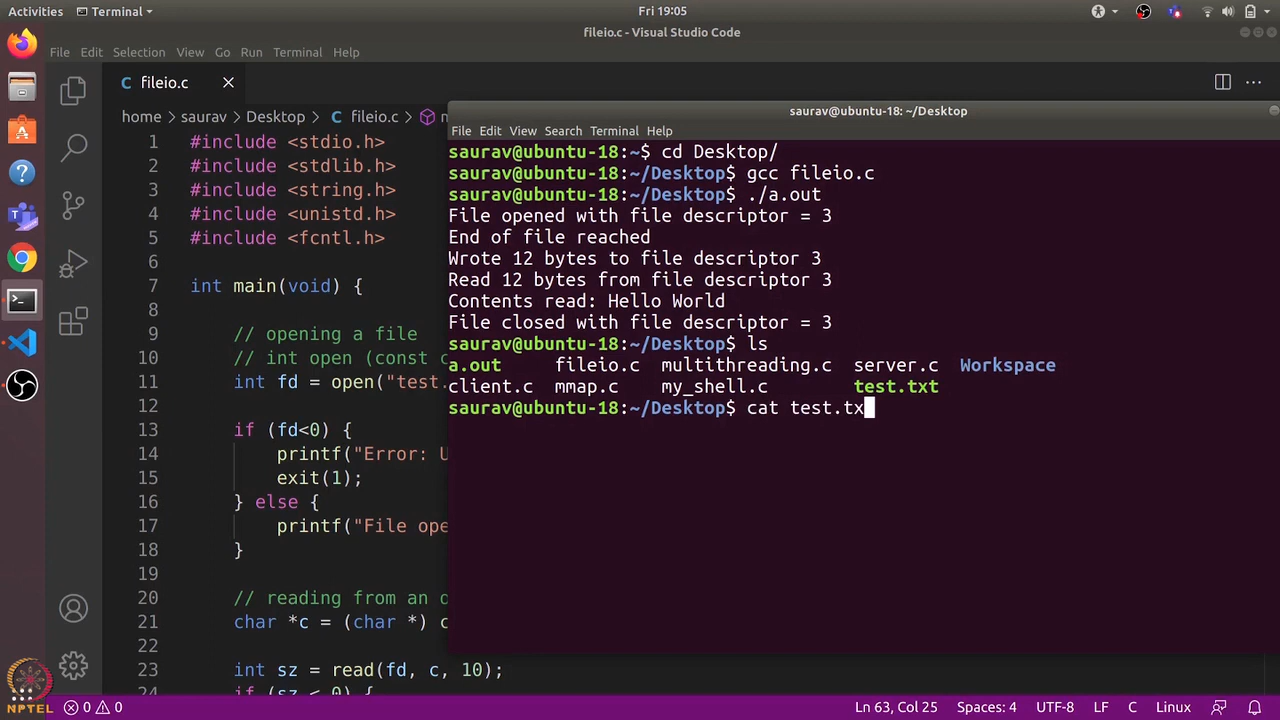 Activities Terminal Fri 19:05
fileio.c - Visual Studio Code
File Edit Selection View Go Run Terminal Help
C fileio.c
home > saurav > Desktop > C fileio.c >
1 #include <stdio.h>
2 #include <stdlib.h>
3 #include <string.h>
4 #include <unistd.h>
5 #include <fcntl.h>
6
7 int main(void) {
8
9 // opening a file
10 // int open (const c
11 int fd = open("test.
12
13 if (fd<0) {
14 printf("Error: U
15 exit(1);
16 } else {
17 printf("File ope
18 }
19
20 // reading from an o
21 char *c = (char *) c
22
23 int sz = read(fd, c, 10);
24 if (sz < 0) {
saurav@ubuntu-18: ~/Desktop
File Edit View Search Terminal Help
saurav@ubuntu-18:~$ cd Desktop/
saurav@ubuntu-18:~/Desktop$ gcc fileio.c
saurav@ubuntu-18:~/Desktop$ ./a.out
File opened with file descriptor = 3
End of file reached
Wrote 12 bytes to file descriptor 3
Read 12 bytes from file descriptor 3
Contents read: Hello World
File closed with file descriptor = 3
saurav@ubuntu-18:~/Desktop$ ls
a.out fileio.c multithreading.c server.c Workspace
client.c mmap.c my_shell.c test.txt
saurav@ubuntu-18:~/Desktop$ cat test.tx
NPTEL
0 0 Ln 63, Col 25 Spaces: 4 UTF-8 LF C Linux